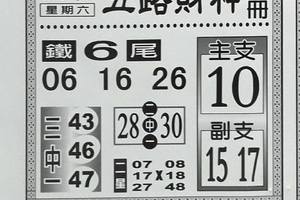 星期六
五路財神冊
鐵6尾
06 16 26
主支
10
三中一
43
46
47
28 二中一 30
副支
15 17
二星
07 08
17 X 18
27 48